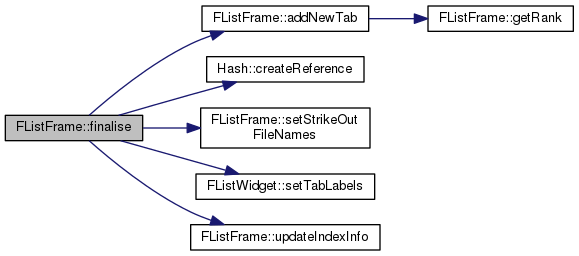 FListFrame::addNewTab
FListFrame::getRank
Hash::createReference
FListFrame::finalise
FListFrame::setStrikeOut
FileNames
FListWidget::setTabLabels
FListFrame::updateIndexInfo